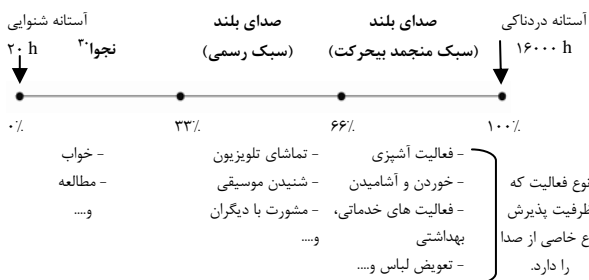 آستانه شنوایی
۲۰ h
نجوا۳۰
صدای بلند
(سبک رسمی)
صدای بلند
(سبک منجمد بیحرکت)
آستانه دردناکی
۱۶۰۰۰ h
۰٪
۳۳٪
۶۶٪
۱۰۰٪
- خواب
- مطالعه
و....
- تماشای تلویزیون
- شنیدن موسیقی
- مشورت با دیگران
و....
- فعالیت آشپزی
- خوردن و آشامیدن
- فعالیت های خدماتی،
بهداشتی
- تعویض لباس و....
نوع فعالیت که
ظرفیت پذیرش
ع خاصی از صدا
را دارد.